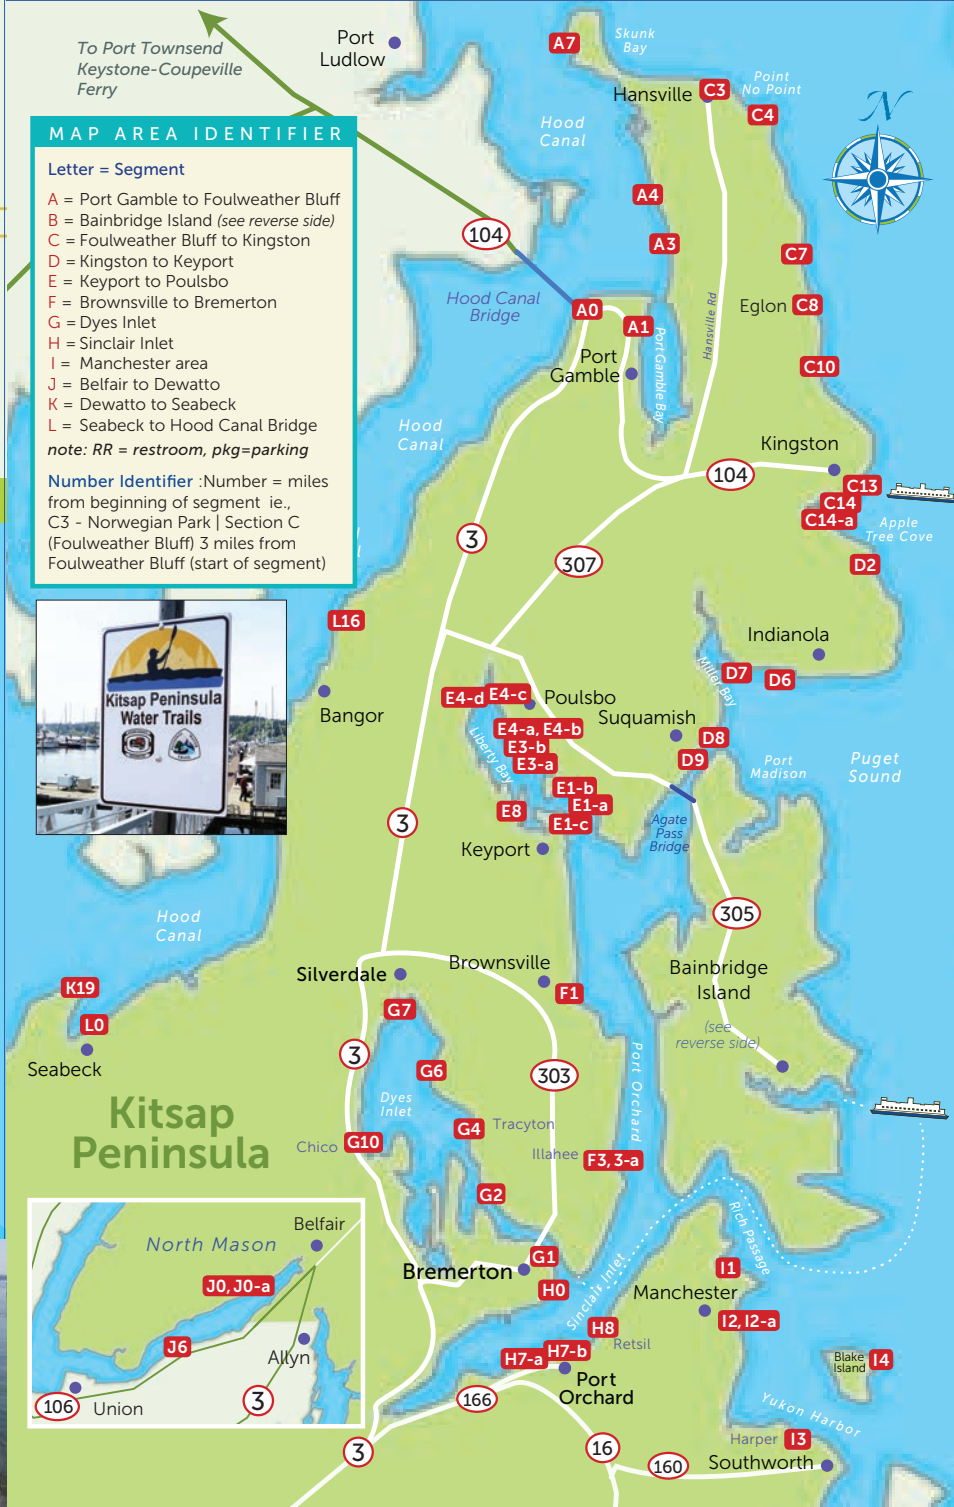 To Port Townsend
Keystone-Coupeville
Ferry
Port
Ludlow
A7
Skunk
Bay
Hansville
C3
Point
No Point
C4
Hood
Canal
N
MAP AREA IDENTIFIER
Letter = Segment
A = Port Gamble to Foulweather Bluff
B = Bainbridge Island (see reverse side)
C = Foulweather Bluff to Kingston
D = Kingston to Keyport
E = Keyport to Poulsbo
F = Brownsville to Bremerton
G = Dyes Inlet
H = Sinclair Inlet
I = Manchester area
J = Belfair to Dewatto
K = Dewatto to Seabeck
L = Seabeck to Hood Canal Bridge
note: RR = restroom, pkg=parking
Number Identifier :Number = miles
from beginning of segment ie.,
C3 - Norwegian Park | Section C
(Foulweather Bluff) 3 miles from
Foulweather Bluff (start of segment)
A4
A3
104
C7
Hood Canal
Bridge
A0
A1
Eglon
C8
Hansville Rd
Port Gamble Bay
Port
Gamble
C10
Hood
Canal
Kingston
104
C13
C14
C14-a
Apple
Tree Cove
3
307
D2
L16
Indianola
Kitsap Peninsula
Water Trails
Miller Bay
D7
D6
Bangor
E4-d
E4-c
Poulsbo
Suquamish
E4-a, E4-b
E3-b
E3-a
Liberty Bay
D8
D9
Port
Madison
Puget
Sound
E1-b
E1-a
E1-c
E8
Agate
Pass
Bridge
3
Keyport
Hood
Canal
305
Silverdale
Brownsville
Bainbridge
Island
K19
F1
G7
L0
(see
reverse side)
Seabeck
3
G6
303
Port Orchard
Dyes
Inlet
Kitsap
Peninsula
G4
Tracyton
Chico
G10
Illahee
F3, 3-a
G2
Rich Passage
Belfair
North Mason
J0, J0-a
J6
Allyn
106
Union
3
G1
Bremerton
H0
Sinclair Inlet
I1
Manchester
I2, I2-a
H8
Retsil
H7-a
H7-b
Port
Orchard
Blake
Island
I4
166
Yukon Harbor
16
Harper
I3
3
160
Southworth